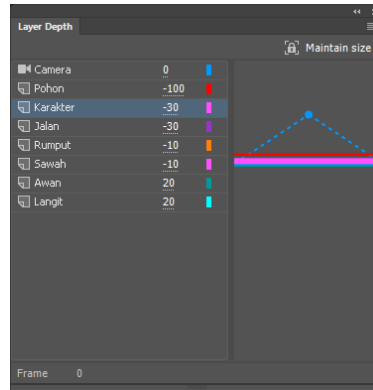 Layer Depth
Maintain size
Camera 0
Pohon -100
Karakter -30
Jalan -30
Rumput -10
Sawah -10
Awan 20
Langit 20
Frame 0